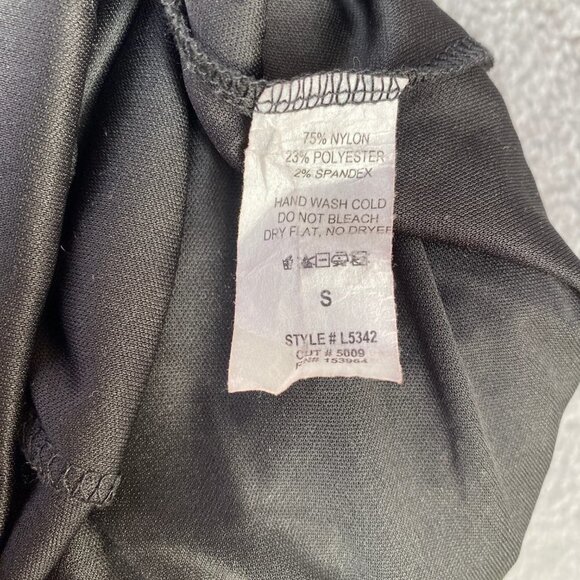 75% NYLON
23% POLYESTER
2% SPANDEX
HAND WASH COLD
DO NOT BLEACH
DRY FLAT, NO DRYER
S
STYLE # L5342
CUT # 5009
RN# 153964